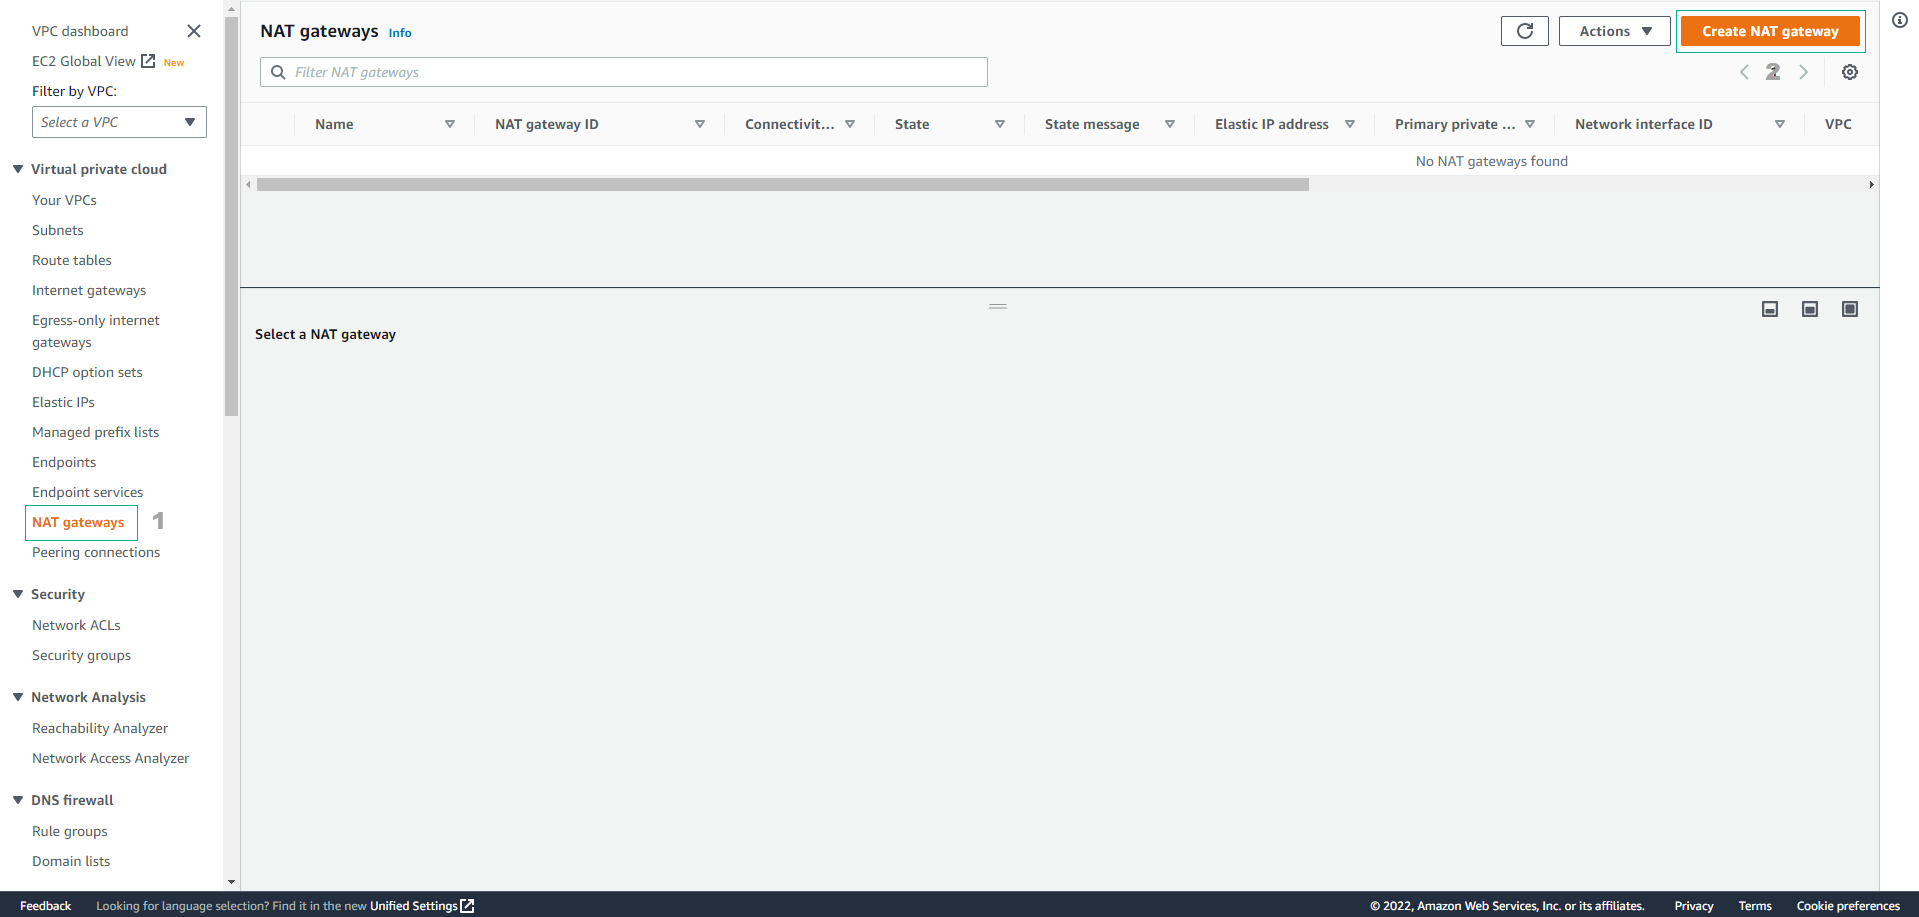 VPC dashboard
EC2 Global View New
Filter by VPC:
Select a VPC
Virtual private cloud
Your VPCs
Subnets
Route tables
Internet gateways
Egress-only internet
gateways
DHCP option sets
Elastic IPs
Managed prefix lists
Endpoints
Endpoint services
NAT gateways 1
Peering connections
Security
Network ACLs
Security groups
Network Analysis
Reachability Analyzer
Network Access Analyzer
DNS firewall
Rule groups
Domain lists
NAT gateways Info
Actions
Create NAT gateway
Filter NAT gateways
2
Name NAT gateway ID Connectivit... State State message Elastic IP address Primary private ... Network interface ID VPC
No NAT gateways found
Select a NAT gateway
Feedback Looking for language selection? Find it in the new Unified Settings © 2022, Amazon Web Services, Inc. or its affiliates. Privacy Terms Cookie preferences